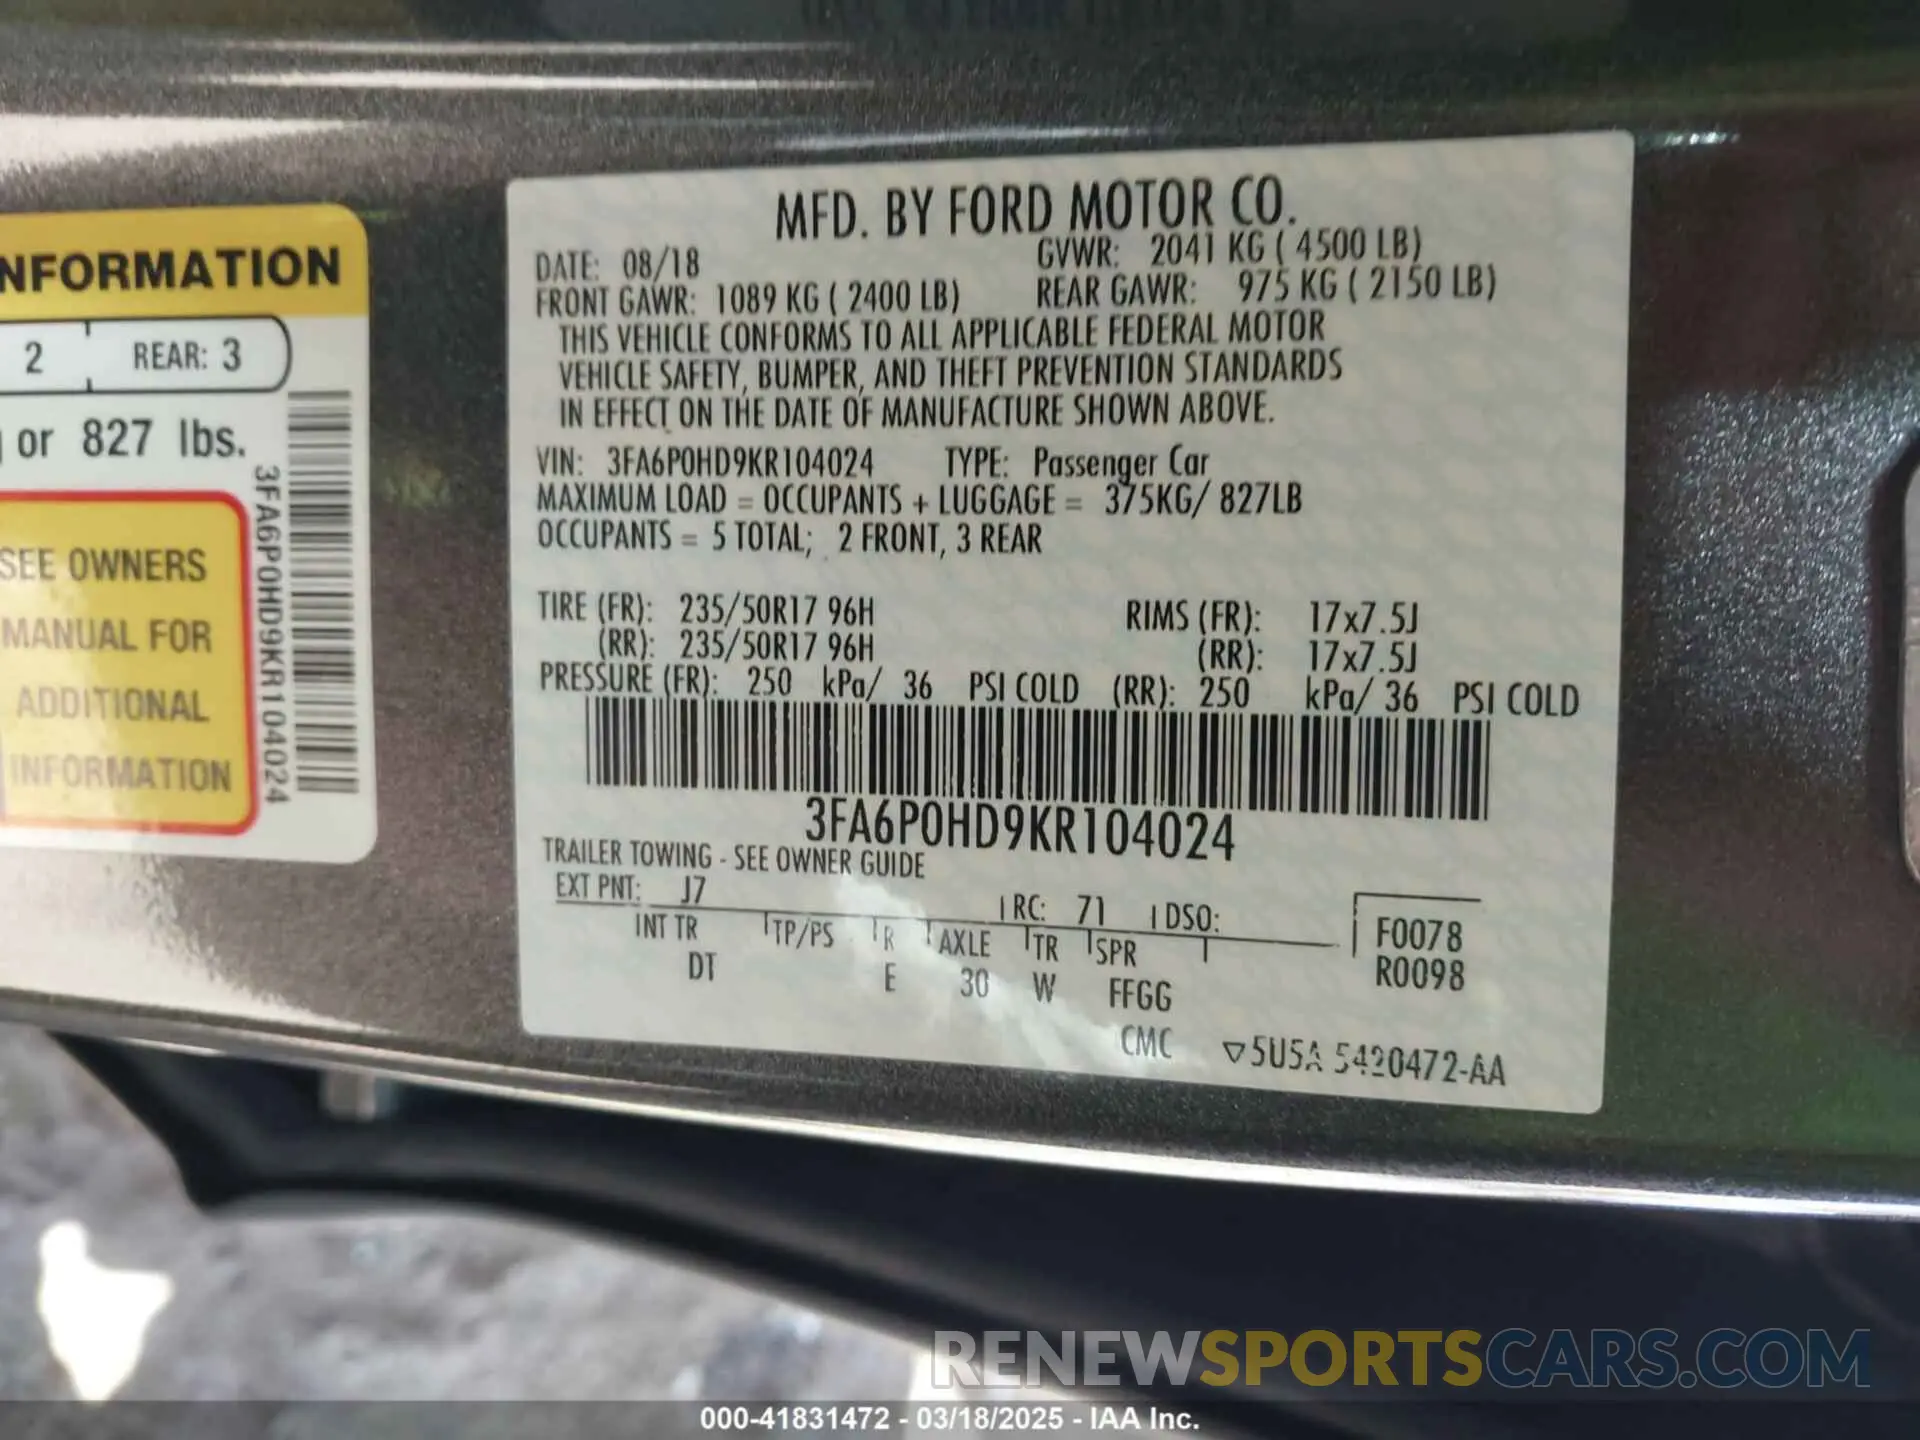 NFORMATION
2 REAR: 3
or 827 lbs.
SEE OWNERS
MANUAL FOR
ADDITIONAL
INFORMATION
3FA6P0HD9KR104024
MFD. BY FORD MOTOR CO.
DATE: 08/18 GVWR: 2041 KG ( 4500 LB)
FRONT GAWR: 1089 KG ( 2400 LB) REAR GAWR: 975 KG ( 2150 LB)
THIS VEHICLE CONFORMS TO ALL APPLICABLE FEDERAL MOTOR
VEHICLE SAFETY, BUMPER, AND THEFT PREVENTION STANDARDS
IN EFFECT ON THE DATE OF MANUFACTURE SHOWN ABOVE.
VIN: 3FA6P0HD9KR104024 TYPE: Passenger Car
MAXIMUM LOAD = OCCUPANTS + LUGGAGE = 375KG/ 827LB
OCCUPANTS = 5 TOTAL; 2 FRONT, 3 REAR
TIRE (FR): 235/50R17 96H RIMS (FR): 17x7.5J
(RR): 235/50R17 96H (RR): 17x7.5J
PRESSURE (FR): 250 kPa/ 36 PSI COLD (RR): 250 kPa/ 36 PSI COLD
3FA6P0HD9KR104024
TRAILER TOWING - SEE OWNER GUIDE
EXT PNT: J7 RC: 71 DSO:
INT TR TP/PS R AXLE TR SPR F0078
DT E 30 W FFGG R0098
CMC ▽5U5A 5420472-AA
RENEWSPORTSCARS.COM
000-41831472 - 03/18/2025 - IAA Inc.